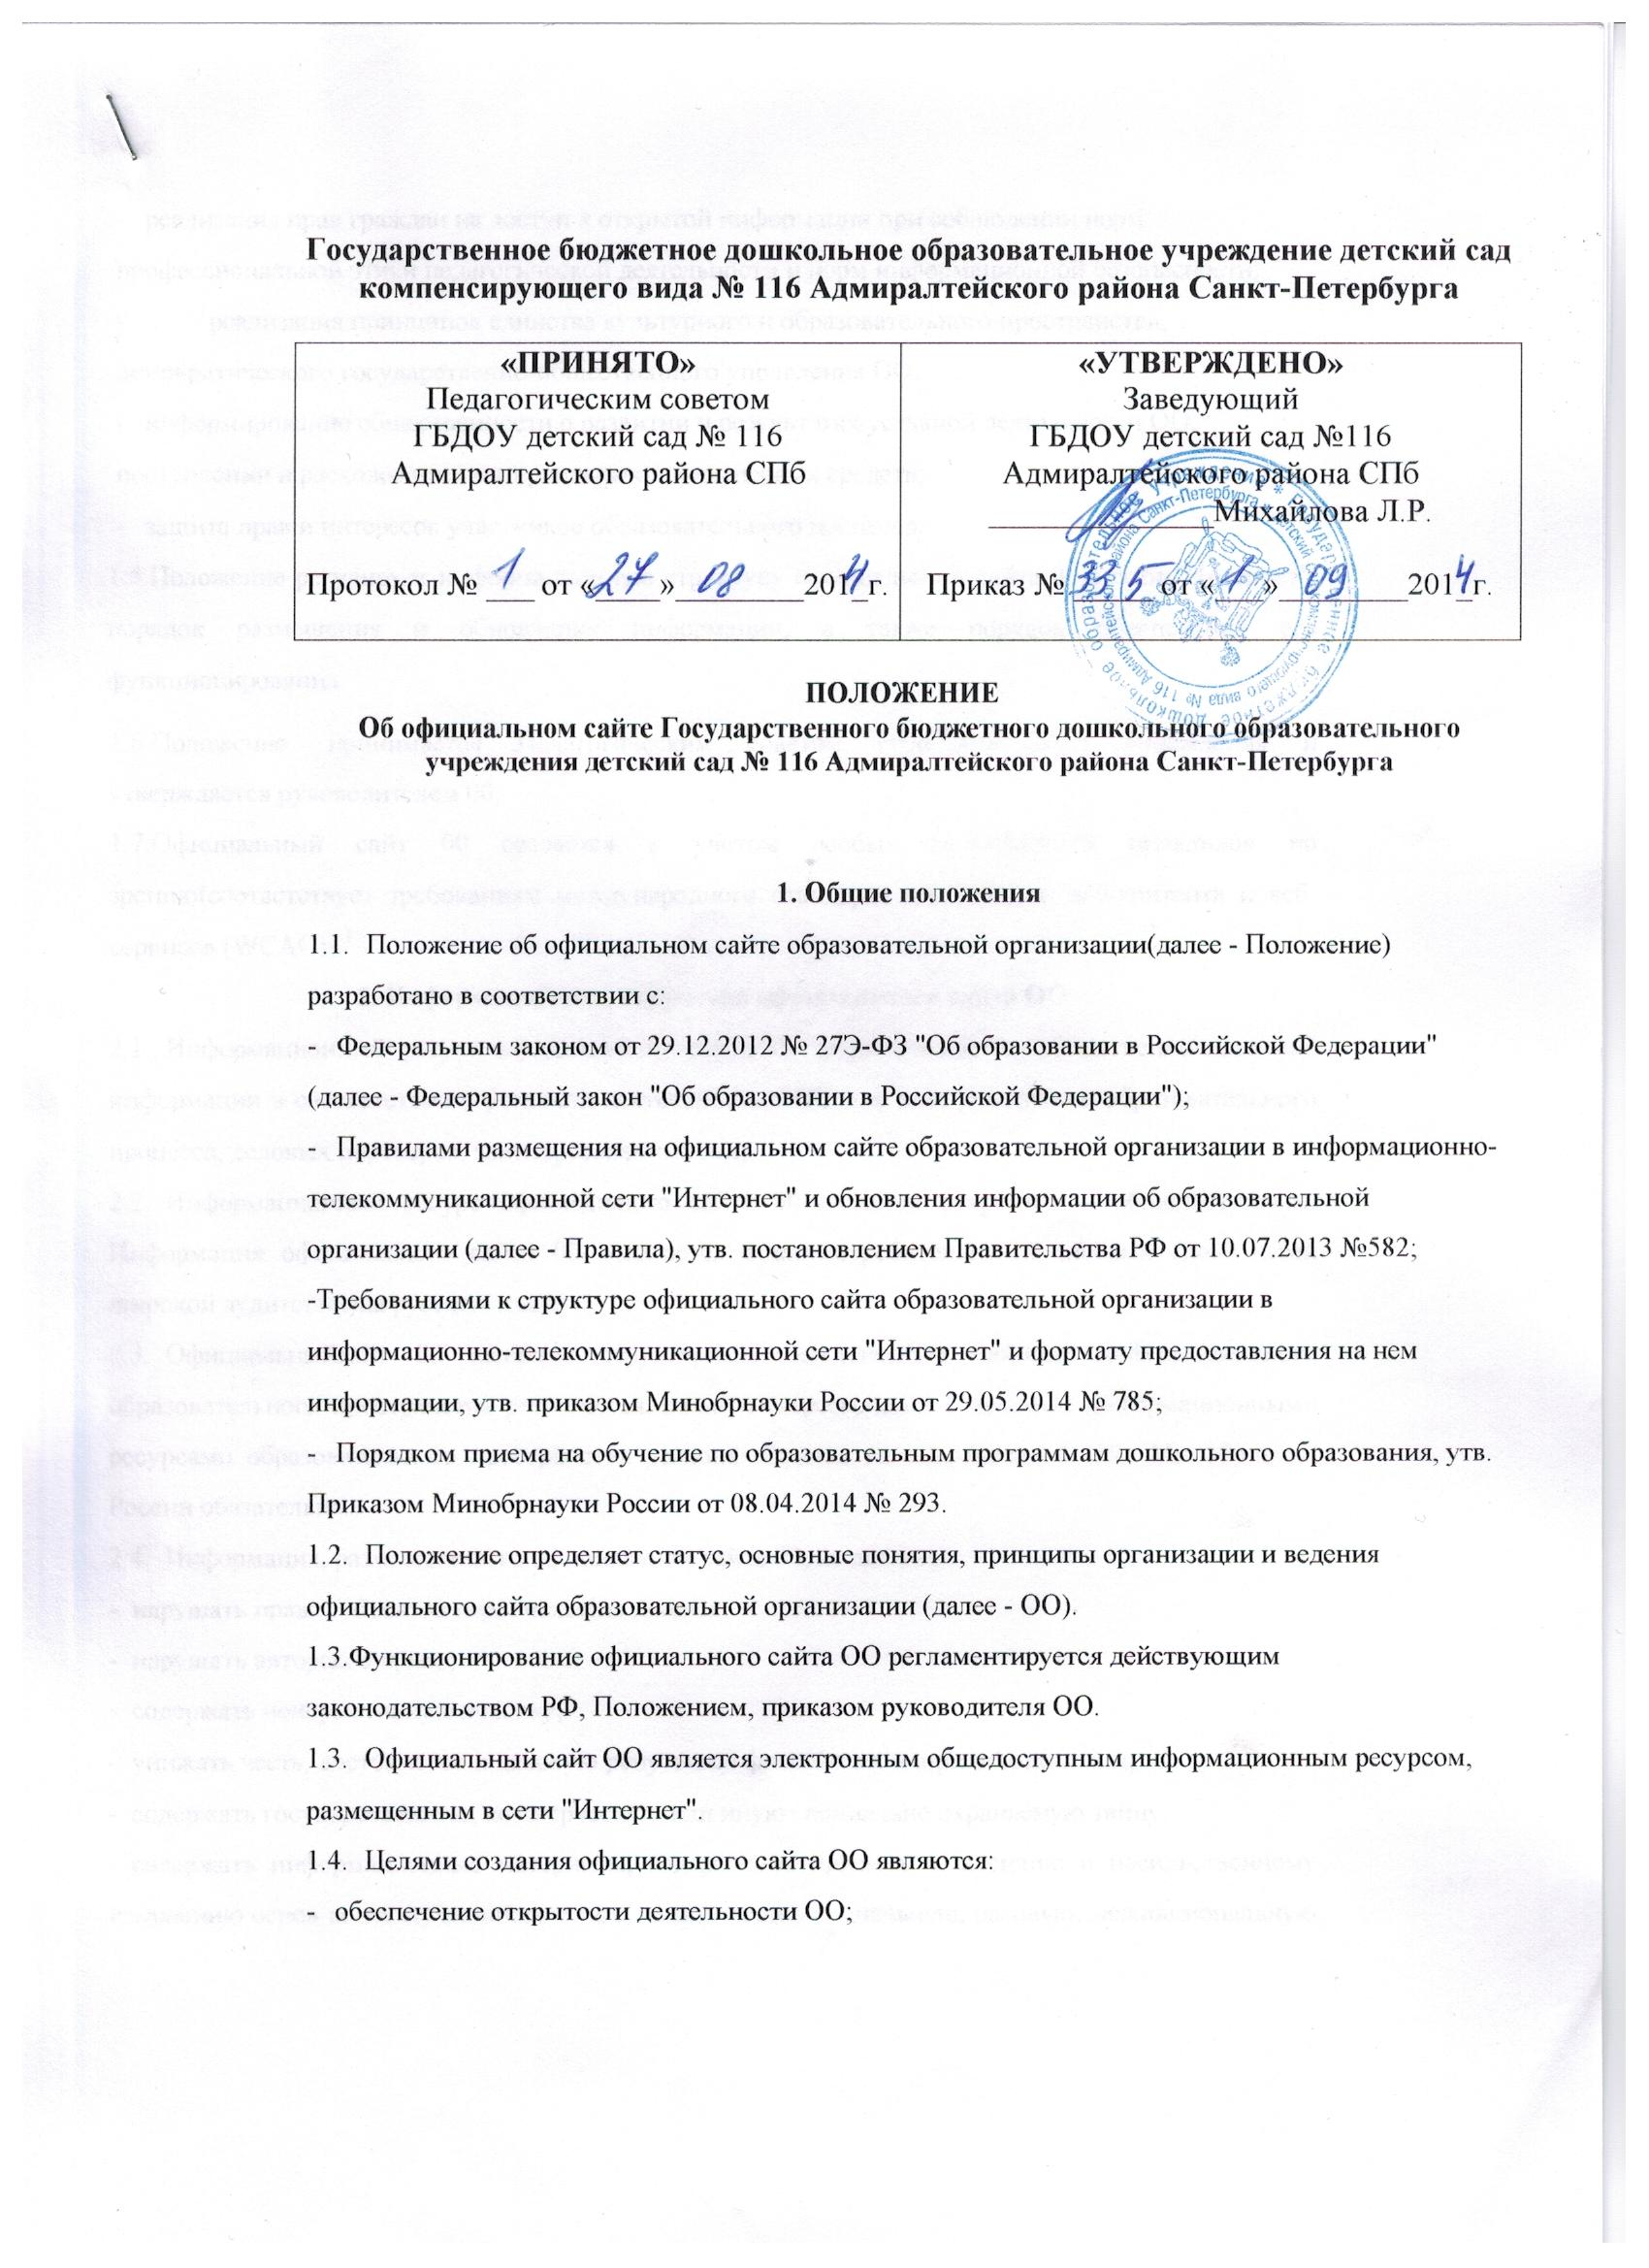 Государственное бюджетное дошкольное образовательное учреждение детский сад
компенсирующего вида № 116 Адмиралтейского района Санкт-Петербурга
«ПРИНЯТО»
Педагогическим советом
ГБДОУ детский сад № 116
Адмиралтейского района СПб
Протокол № 1 от «27» 08 2014 г.
«УТВЕРЖДЕНО»
Заведующий
ГБДОУ детский сад №116
Адмиралтейского района СПб
Михайлова Л.Р.
Приказ № 33 5 от « 1 » 09 2014 г.
ПОЛОЖЕНИЕ
Об официальном сайте Государственного бюджетного дошкольного образовательного
учреждения детский сад № 116 Адмиралтейского района Санкт-Петербурга
1. Общие положения
1.1. Положение об официальном сайте образовательной организации(далее - Положение)
разработано в соответствии с:
- Федеральным законом от 29.12.2012 № 27Э-ФЗ "Об образовании в Российской Федерации"
(далее - Федеральный закон "Об образовании в Российской Федерации");
- Правилами размещения на официальном сайте образовательной организации в информационно-
телекоммуникационной сети "Интернет" и обновления информации об образовательной
организации (далее - Правила), утв. постановлением Правительства РФ от 10.07.2013 №582;
-Требованиями к структуре официального сайта образовательной организации в
информационно-телекоммуникационной сети "Интернет" и формату предоставления на нем
информации, утв. приказом Минобрнауки России от 29.05.2014 № 785;
- Порядком приема на обучение по образовательным программам дошкольного образования, утв.
Приказом Минобрнауки России от 08.04.2014 № 293.
1.2. Положение определяет статус, основные понятия, принципы организации и ведения
официального сайта образовательной организации (далее - ОО).
1.3.Функционирование официального сайта ОО регламентируется действующим
законодательством РФ, Положением, приказом руководителя ОО.
1.3. Официальный сайт ОО является электронным общедоступным информационным ресурсом,
размещенным в сети "Интернет".
1.4. Целями создания официального сайта ОО являются:
- обеспечение открытости деятельности ОО;